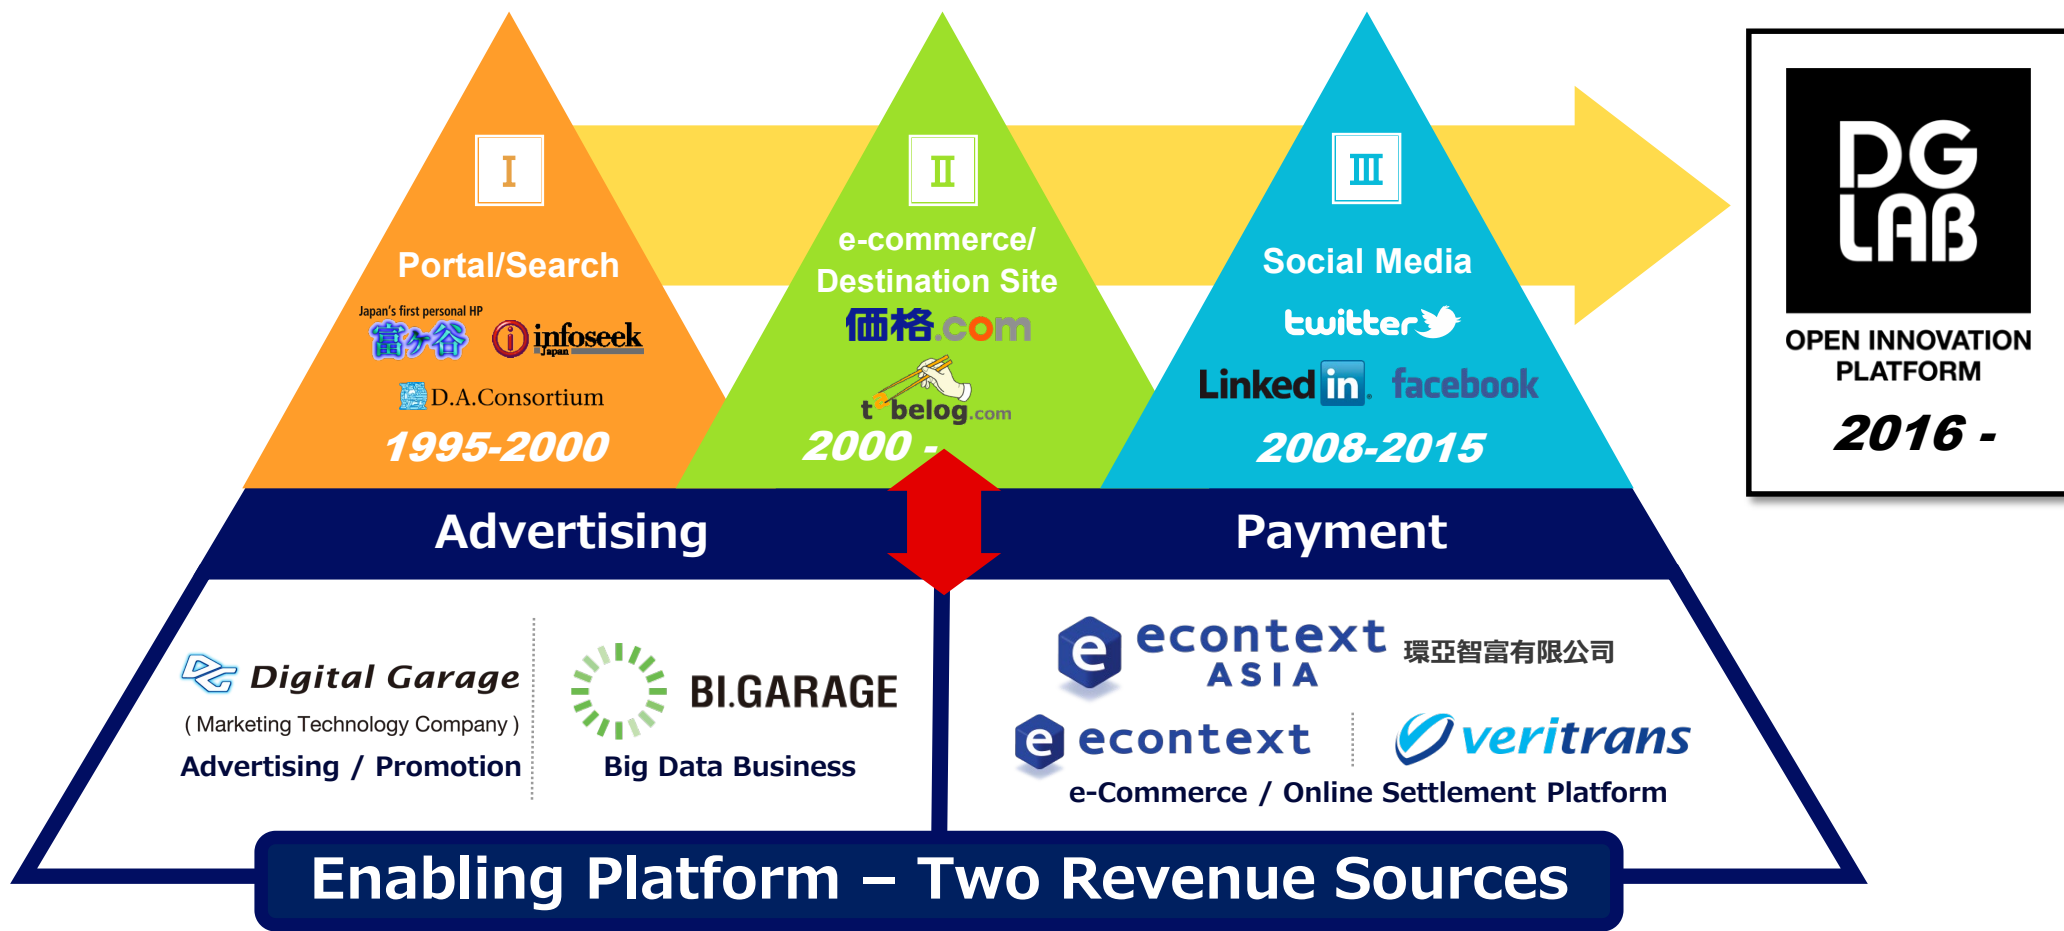 I
Portal/Search
Japan's first personal HP
富ヶ谷
i infoseek
Japan
D.A.Consortium
1995-2000
II
e-commerce/
Destination Site
価格.com
tabelog.com
2000 -
III
Social Media
twitter
Linked in. facebook
2008-2015
DG
LAB
OPEN INNOVATION
PLATFORM
2016 -
Advertising
Payment
DG Digital Garage
( Marketing Technology Company )
Advertising / Promotion
BI.GARAGE
Big Data Business
e econtext
ASIA
環亞智富有限公司
e econtext
veritrans
e-Commerce / Online Settlement Platform
Enabling Platform – Two Revenue Sources